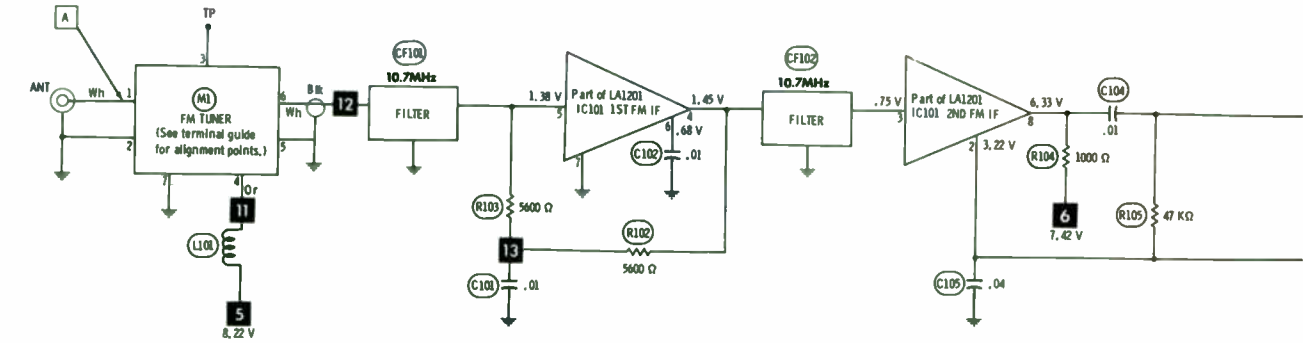 A
TP
3
ANT
Wh
1
2
M1
FM TUNER
(See terminal guide
for alignment points.)
6
Blk
Wh
5
7
4
Or
11
L101
5
8.22 V
12
CF101
10.7MHz
FILTER
1.38 V
5
Part of LA1201
IC101 1ST FM IF
1.45 V
4
6
.68 V
C102
.01
7
R103
5600 Ω
13
R102
5600 Ω
C101
.01
CF102
10.7MHz
FILTER
.75 V
3
Part of LA1201
IC101 2ND FM IF
6.33 V
8
2
3.22 V
C104
.01
R104
1000 Ω
6
7.42 V
R105
47 KΩ
C105
.04